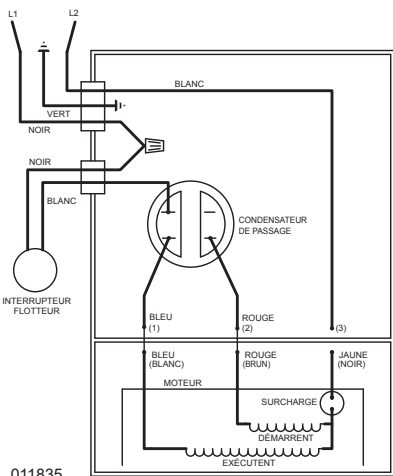 L1
L2
BLANC
VERT
NOIR
NOIR
BLANC
CONDENSATEUR
DE PASSAGE
INTERRUPTEUR
FLOTTEUR
BLEU
(1)
ROUGE
(2)
(3)
BLEU
(BLANC)
ROUGE
(BRUN)
JAUNE
(NOIR)
MOTEUR
SURCHARGE
DÉMARRENT
EXÉCUTENT
011835